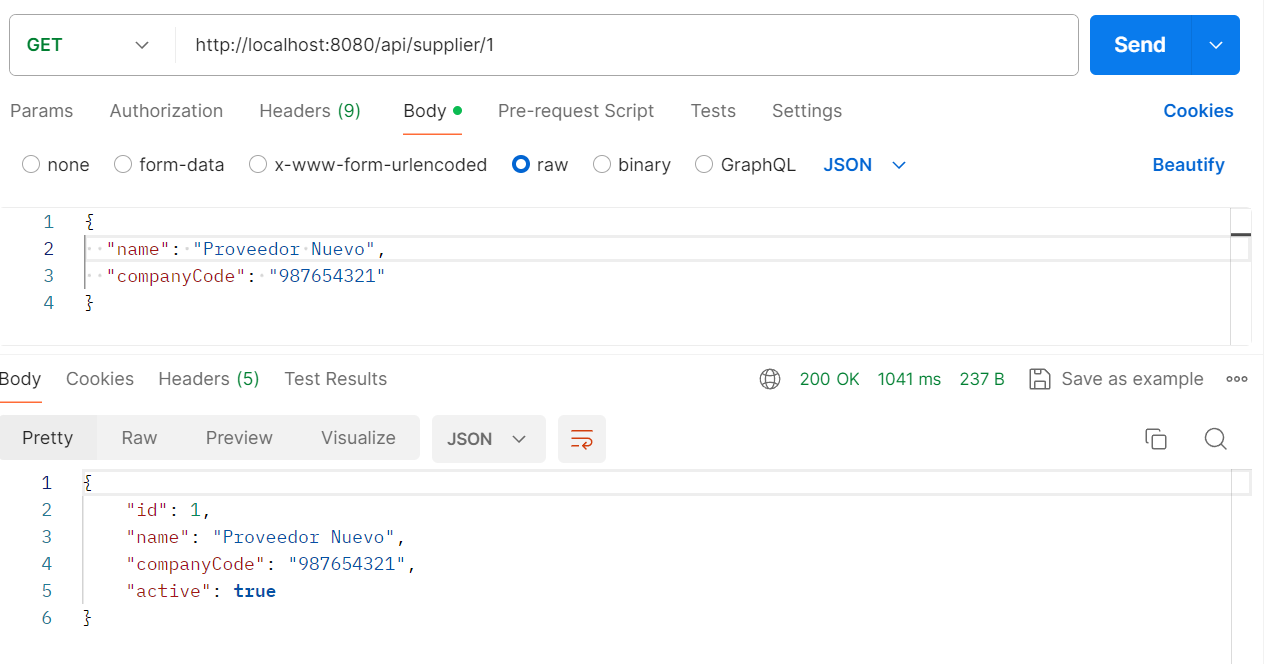 GET http://localhost:8080/api/supplier/1 Send
Params Authorization Headers (9) Body Pre-request Script Tests Settings Cookies
none form-data x-www-form-urlencoded raw binary GraphQL JSON Beautify
1 {
2 "name": "Proveedor Nuevo",
3 "companyCode": "987654321"
4 }
Body Cookies Headers (5) Test Results 200 OK 1041 ms 237 B Save as example
Pretty Raw Preview Visualize JSON
1 {
2 "id": 1,
3 "name": "Proveedor Nuevo",
4 "companyCode": "987654321",
5 "active": true
6 }